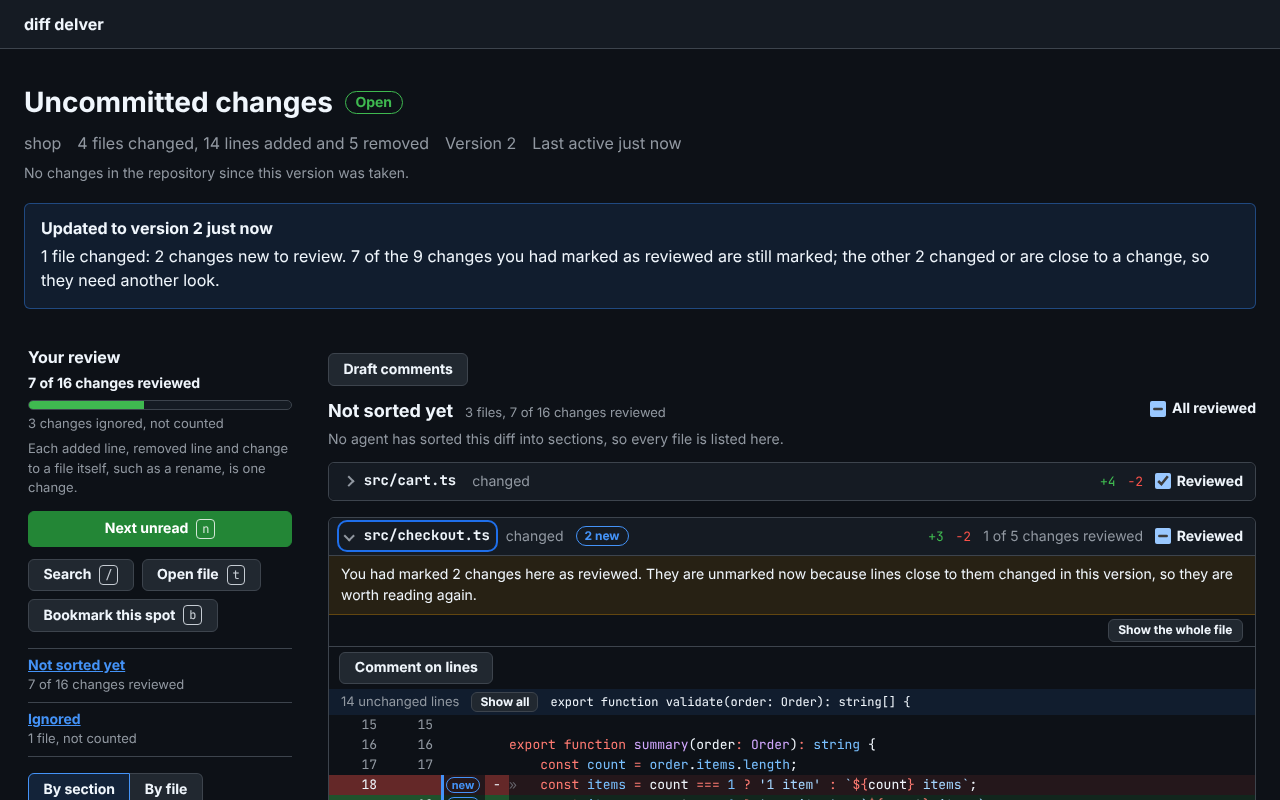 diff delver
Uncommitted changes Open
shop 4 files changed, 14 lines added and 5 removed Version 2 Last active just now
No changes in the repository since this version was taken.
Updated to version 2 just now
1 file changed: 2 changes new to review. 7 of the 9 changes you had marked as reviewed are still marked; the other 2 changed or are close to a change, so
they need another look.
Your review
7 of 16 changes reviewed
3 changes ignored, not counted
Each added line, removed line and change
to a file itself, such as a rename, is one
change.
Next unread n
Search /
Open file t
Bookmark this spot b
Not sorted yet
7 of 16 changes reviewed
Ignored
1 file, not counted
By section By file
Draft comments
Not sorted yet 3 files, 7 of 16 changes reviewed
All reviewed
No agent has sorted this diff into sections, so every file is listed here.
src/cart.ts changed +4 -2 Reviewed
src/checkout.ts changed 2 new +3 -2 1 of 5 changes reviewed Reviewed
You had marked 2 changes here as reviewed. They are unmarked now because lines close to them changed in this version, so they are
worth reading again.
Show the whole file
Comment on lines
14 unchanged lines Show all export function validate(order: Order): string[] {
15 15
16 16 export function summary(order: Order): string {
17 17 const count = order.items.length;
18 new - » const items = count === 1 ? '1 item' : `${count} items`;